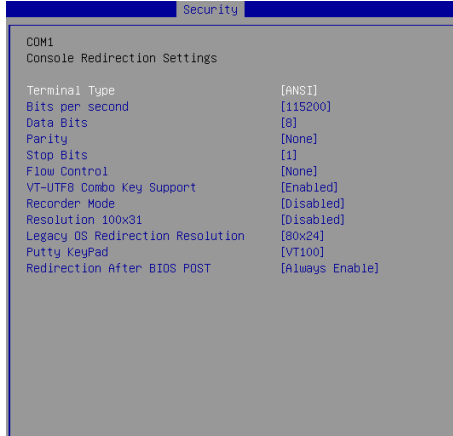 Security
COM1
Console Redirection Settings
Terminal Type [ANSI]
Bits per second [115200]
Data Bits [8]
Parity [None]
Stop Bits [1]
Flow Control [None]
VT-UTF8 Combo Key Support [Enabled]
Recorder Mode [Disabled]
Resolution 100x31 [Disabled]
Legacy OS Redirection Resolution [80x24]
Putty KeyPad [VT100]
Redirection After BIOS POST [Always Enable]